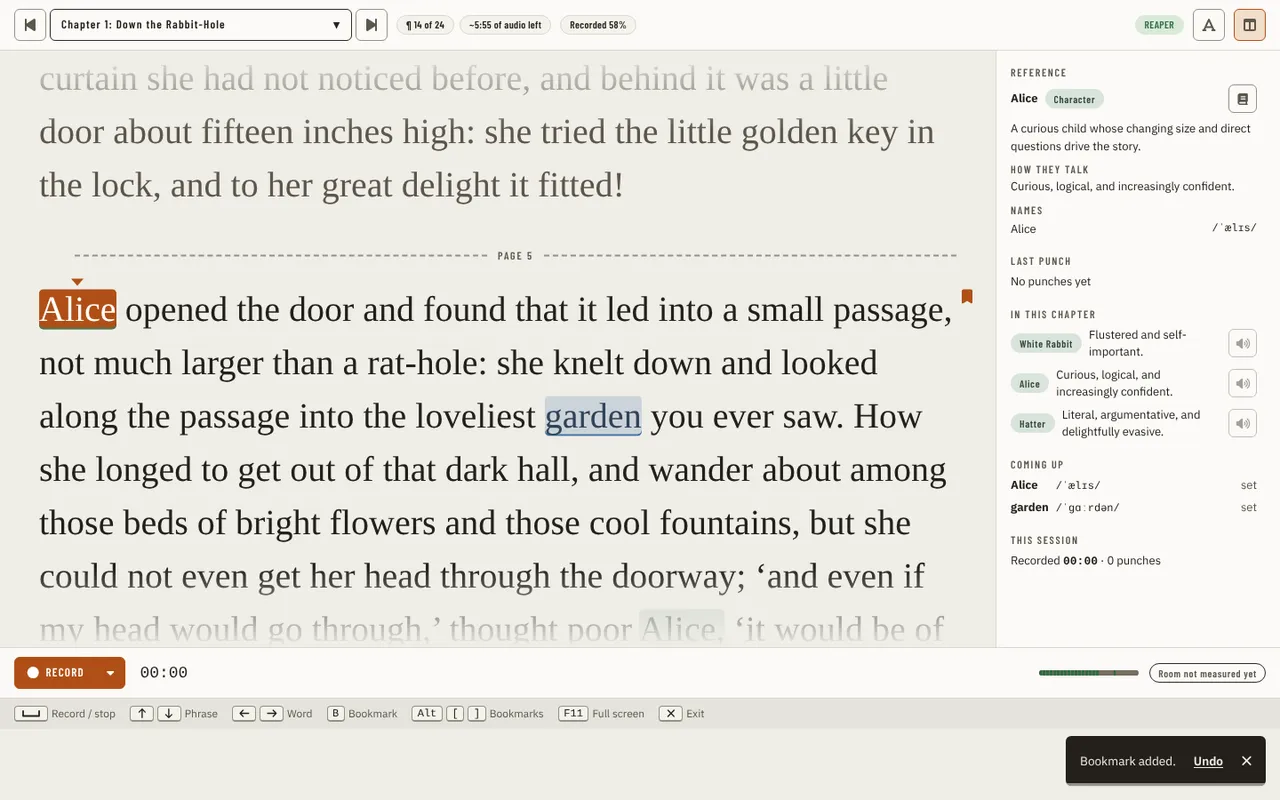 Chapter 1: Down the Rabbit-Hole
¶ 14 of 24
~5:55 of audio left
Recorded 58%
REAPER
A
curtain she had not noticed before, and behind it was a little
door about fifteen inches high: she tried the little golden key in
the lock, and to her great delight it fitted!
PAGE 5
Alice opened the door and found that it led into a small passage,
not much larger than a rat-hole: she knelt down and looked
along the passage into the loveliest garden you ever saw. How
she longed to get out of that dark hall, and wander about among
those beds of bright flowers and those cool fountains, but she
could not even get her head through the doorway; ‘and even if
my head would go through,’ thought poor Alice, ‘it would be of
REFERENCE
Alice Character
A curious child whose changing size and direct
questions drive the story.
HOW THEY TALK
Curious, logical, and increasingly confident.
NAMES
Alice /ˈælɪs/
LAST PUNCH
No punches yet
IN THIS CHAPTER
White Rabbit Flustered and self-
important.
Alice Curious, logical, and
increasingly confident.
Hatter Literal, argumentative, and
delightfully evasive.
COMING UP
Alice /ˈælɪs/ set
garden /ˈɡɑːrdən/ set
THIS SESSION
Recorded 00:00 · 0 punches
RECORD
00:00
Room not measured yet
Record / stop
↑ ↓ Phrase
← → Word
B Bookmark
Alt [ ] Bookmarks
F11 Full screen
✕ Exit
Bookmark added. Undo ✕